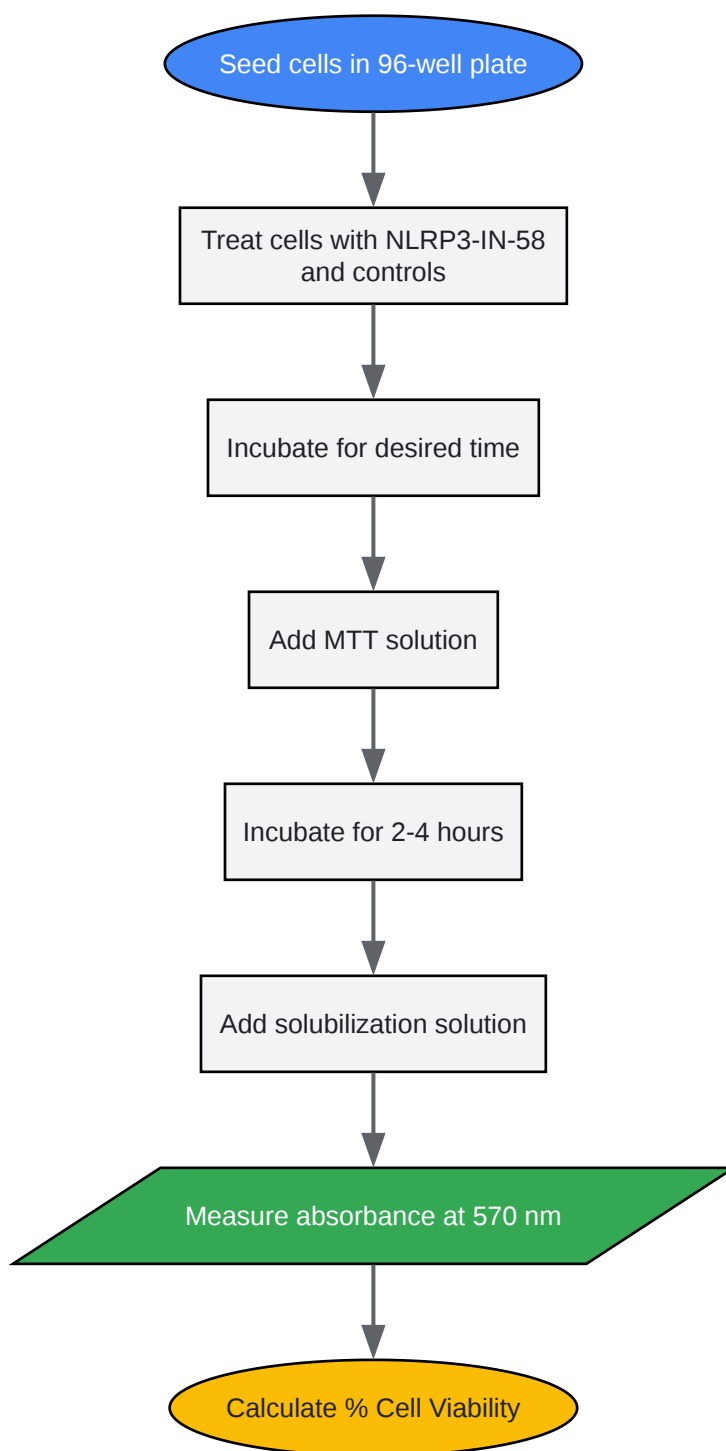 Seed cells in 96-well plate
Treat cells with NLRP3-IN-58
and controls
Incubate for desired time
Add MTT solution
Incubate for 2-4 hours
Add solubilization solution
Measure absorbance at 570 nm
Calculate % Cell Viability